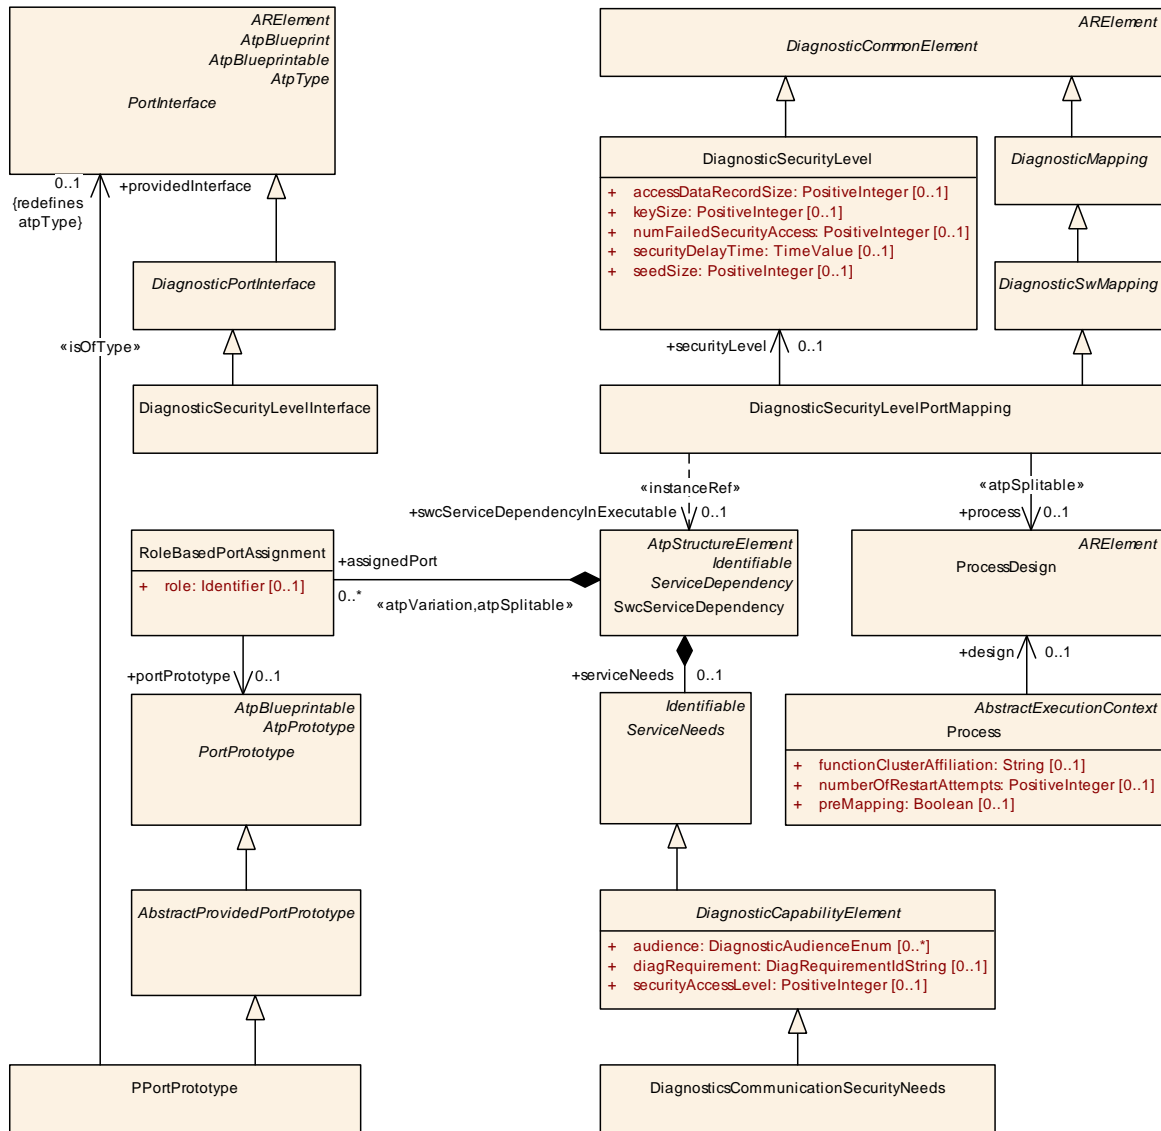 ARElement
AtpBlueprint
AtpBlueprintable
AtpType
PortInterface
ARElement
DiagnosticCommonElement
DiagnosticSecurityLevel
+ accessDataRecordSize: PositiveInteger [0..1]
+ keySize: PositiveInteger [0..1]
+ numFailedSecurityAccess: PositiveInteger [0..1]
+ securityDelayTime: TimeValue [0..1]
+ seedSize: PositiveInteger [0..1]
DiagnosticMapping
0..1
{redefines
atpType}
+providedInterface
DiagnosticPortInterface
DiagnosticSwMapping
«isOfType»
+securityLevel
0..1
DiagnosticSecurityLevelInterface
DiagnosticSecurityLevelPortMapping
«instanceRef»
+swcServiceDependencyInExecutable
0..1
«atpSplitable»
+process
0..1
RoleBasedPortAssignment
+ role: Identifier [0..1]
+assignedPort
0..*
«atpVariation,atpSplitable»
AtpStructureElement
Identifiable
ServiceDependency
SwcServiceDependency
ARElement
ProcessDesign
+portPrototype
0..1
+serviceNeeds
0..1
+design
0..1
AtpBlueprintable
AtpPrototype
PortPrototype
Identifiable
ServiceNeeds
AbstractExecutionContext
Process
+ functionClusterAffiliation: String [0..1]
+ numberOfRestartAttempts: PositiveInteger [0..1]
+ preMapping: Boolean [0..1]
AbstractProvidedPortPrototype
DiagnosticCapabilityElement
+ audience: DiagnosticAudienceEnum [0..*]
+ diagRequirement: DiagRequirementIdString [0..1]
+ securityAccessLevel: PositiveInteger [0..1]
PPortPrototype
DiagnosticsCommunicationSecurityNeeds